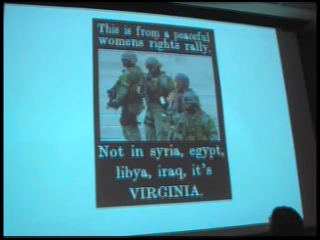 This is from a peaceful
womens rights rally.
Not in syria, egypt,
libya, iraq, it's
VIRGINIA.